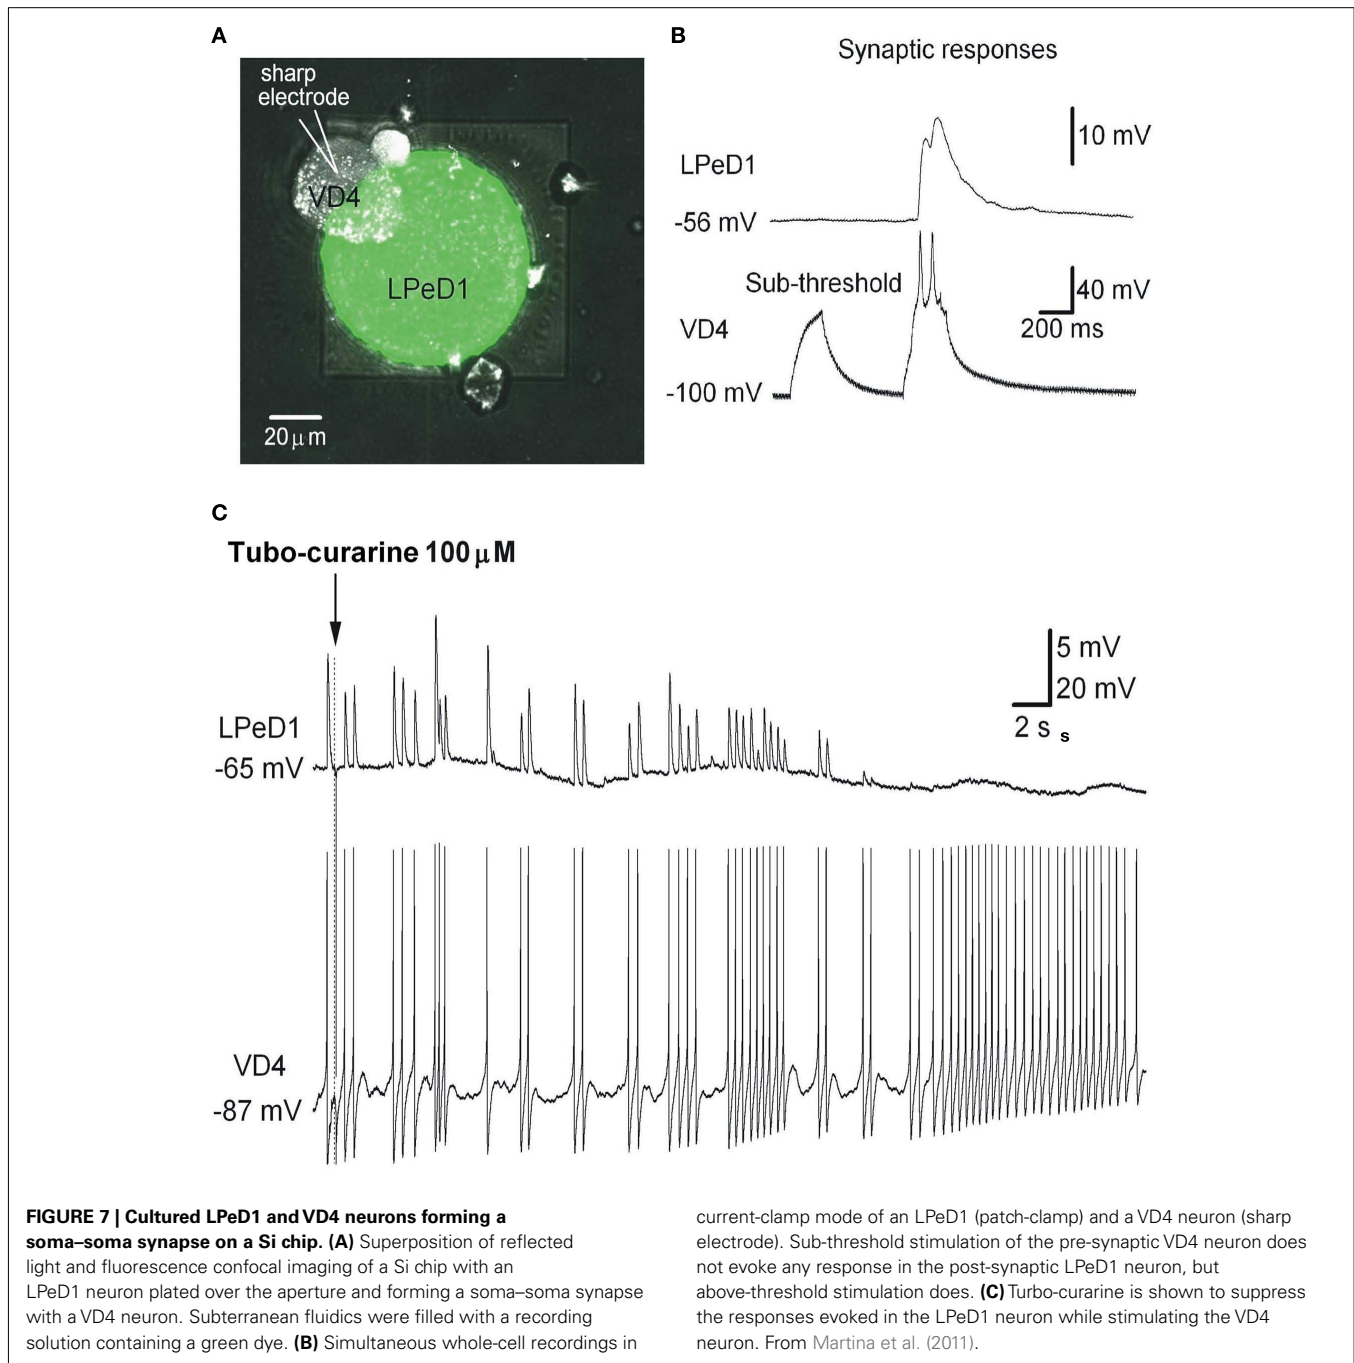 A
sharp
electrode
VD4
LPeD1
20 μm
B
Synaptic responses
10 mV
LPeD1
-56 mV
Sub-threshold
40 mV
200 ms
VD4
-100 mV
C
Tubo-curarine 100 μM
5 mV
20 mV
2 s s
LPeD1
-65 mV
VD4
-87 mV
FIGURE 7 | Cultured LPeD1 and VD4 neurons forming a
soma–soma synapse on a Si chip. (A) Superposition of reflected
light and fluorescence confocal imaging of a Si chip with an
LPeD1 neuron plated over the aperture and forming a soma–soma synapse
with a VD4 neuron. Subterranean fluidics were filled with a recording
solution containing a green dye. (B) Simultaneous whole-cell recordings in
current-clamp mode of an LPeD1 (patch-clamp) and a VD4 neuron (sharp
electrode). Sub-threshold stimulation of the pre-synaptic VD4 neuron does
not evoke any response in the post-synaptic LPeD1 neuron, but
above-threshold stimulation does. (C) Turbo-curarine is shown to suppress
the responses evoked in the LPeD1 neuron while stimulating the VD4
neuron. From Martina et al. (2011).